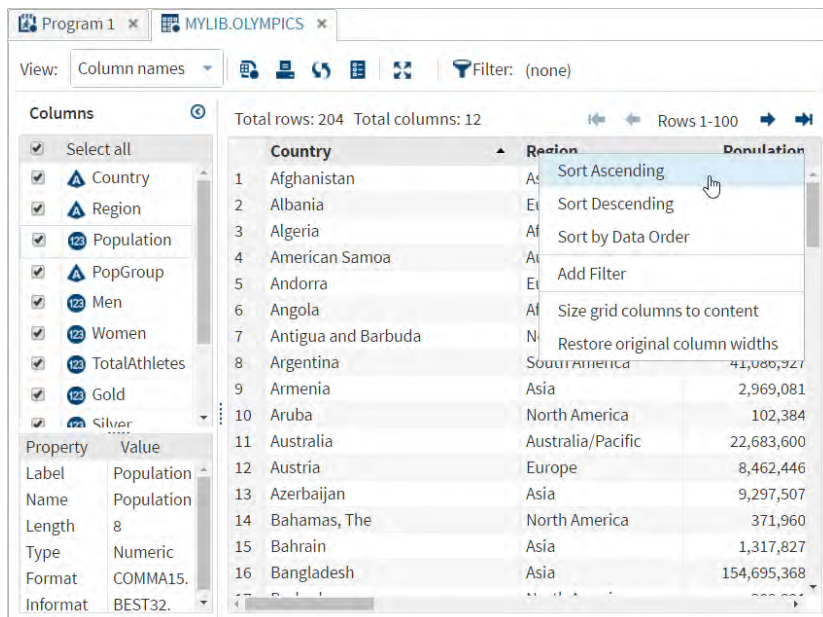 Program 1 × MYLIB.OLYMPICS ×
View: Column names Filter: (none)
Columns
Select all
Country
Region
Population
PopGroup
Men
Women
TotalAthletes
Gold
Silver
Property Value
Label Population
Name Population
Length 8
Type Numeric
Format COMMA15.
Informat BEST32.
Total rows: 204 Total columns: 12 Rows 1-100
Country Region Population
1 Afghanistan
2 Albania
3 Algeria
4 American Samoa
5 Andorra
6 Angola
7 Antigua and Barbuda
8 Argentina South America 41,086,927
9 Armenia Asia 2,969,081
10 Aruba North America 102,384
11 Australia Australia/Pacific 22,683,600
12 Austria Europe 8,462,446
13 Azerbaijan Asia 9,297,507
14 Bahamas, The North America 371,960
15 Bahrain Asia 1,317,827
16 Bangladesh Asia 154,695,368
Sort Ascending
Sort Descending
Sort by Data Order
Add Filter
Size grid columns to content
Restore original column widths